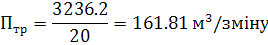 Птр = 3236.2/20 = 161.81 м³/зміну